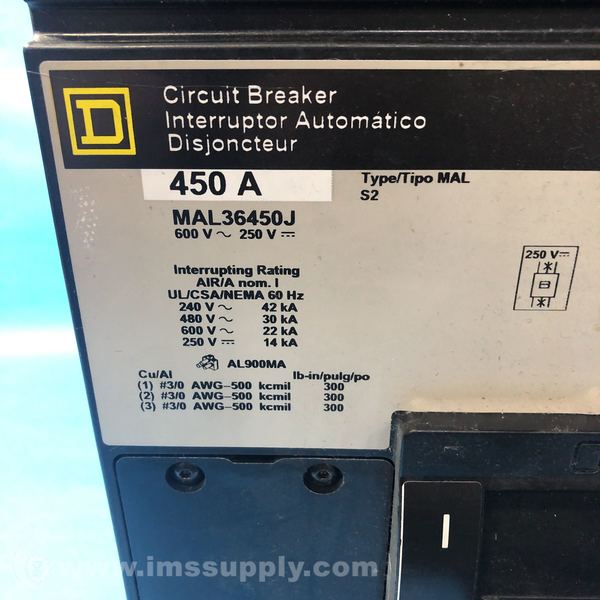 D
Circuit Breaker
Interruptor Automático
Disjoncteur
450 A
Type/Tipo MAL
S2
MAL36450J
600 V ~ 250 V ⎓
Interrupting Rating
AIR/A nom. I
UL/CSA/NEMA 60 Hz
240 V ~ 42 kA
480 V ~ 30 kA
600 V ~ 22 kA
250 V ⎓ 14 kA
250 V ⎓
B
AL900MA
Cu/Al lb-in/pulg/po
(1) #3/0 AWG-500 kcmil 300
(2) #3/0 AWG-500 kcmil 300
(3) #3/0 AWG-500 kcmil 300
I
www.imssupply.com